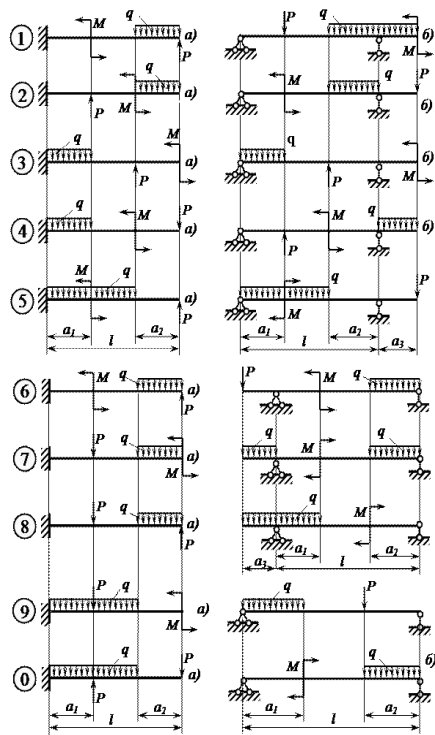 1 M q а) P P q M б) P
2 M q P а) M q б)
3 q M P а) q P M б)
4 q M P а) P M q б)
5 M q P а) M q P
a1 a2 l a1 a2 a3 l
6 M q P а) P M q
7 P q M а) q M q
8 P q P а) q M
a1 a2 a3 l
9 P q M а) q P
0 q P P а) M q б)
a1 a2 l a1 a2 l